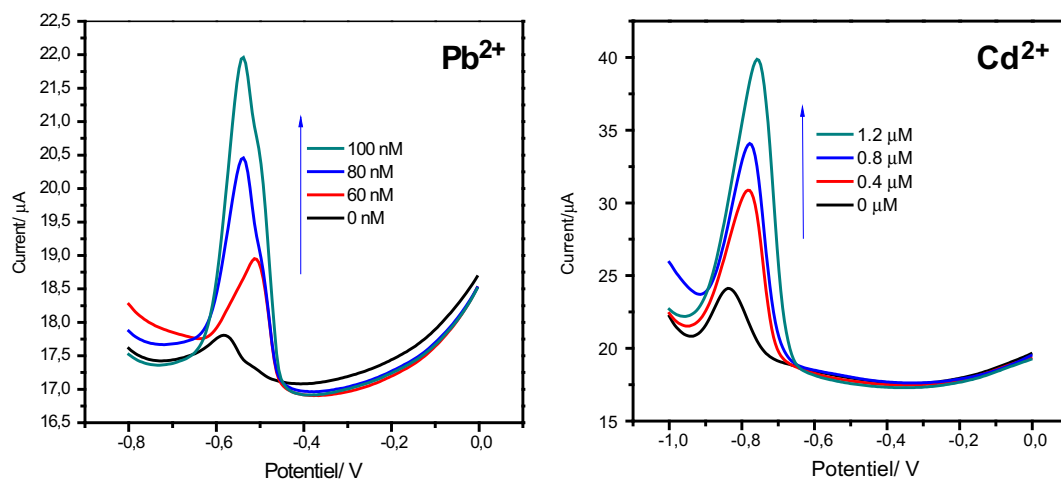 Pb2+
22,5
22,0
21,5
21,0
20,5
20,0
19,5
19,0
18,5
18,0
17,5
17,0
16,5
Current/ μA
100 nM
80 nM
60 nM
0 nM
-0,8 -0,6 -0,4 -0,2 0,0
Potentiel/ V
Cd2+
40
35
30
25
20
15
Current/μA
1.2 μM
0.8 μM
0.4 μM
0 μM
-1,0 -0,8 -0,6 -0,4 -0,2 0,0
Potentiel/ V